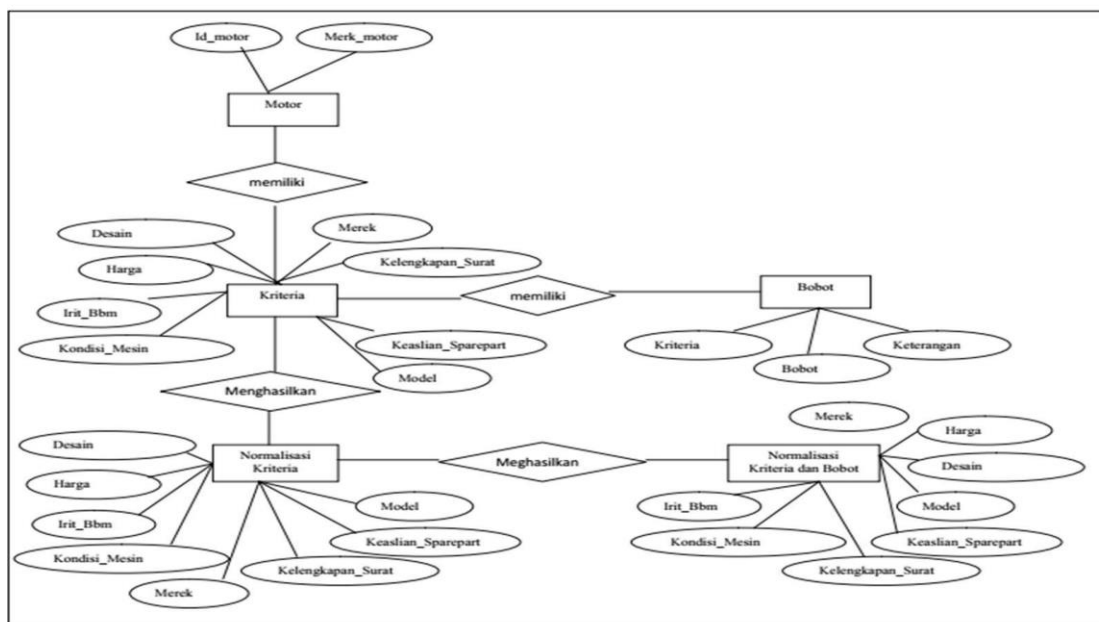 Id_motor
Merk_motor
Motor
memiliki
Desain
Merek
Harga
Kelengkapan_Surat
Kriteria
memiliki
Bobot
Irit_Bbm
Kondisi_Mesin
Keaslian_Sparepart
Model
Kriteria
Bobot
Keterangan
Menghasilkan
Desain
Harga
Irit_Bbm
Kondisi_Mesin
Merek
Normalisasi
Kriteria
Model
Keaslian_Sparepart
Kelengkapan_Surat
Meghasilkan
Merek
Normalisasi
Kriteria dan Bobot
Harga
Desain
Model
Keaslian_Sparepart
Kelengkapan_Surat
Irit_Bbm
Kondisi_Mesin